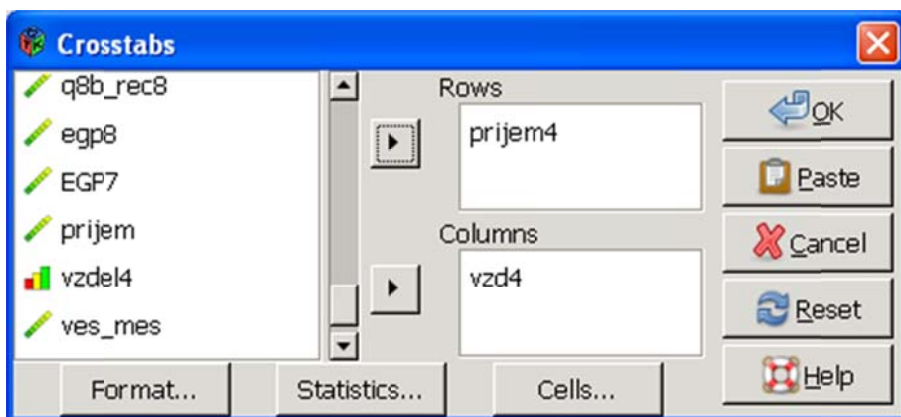 Crosstabs
q8b_rec8
egp8
EGP7
prijem
vzdel4
ves_mes
Rows
prijem4
Columns
vzd4
OK
Paste
Cancel
Reset
Help
Format...
Statistics...
Cells...